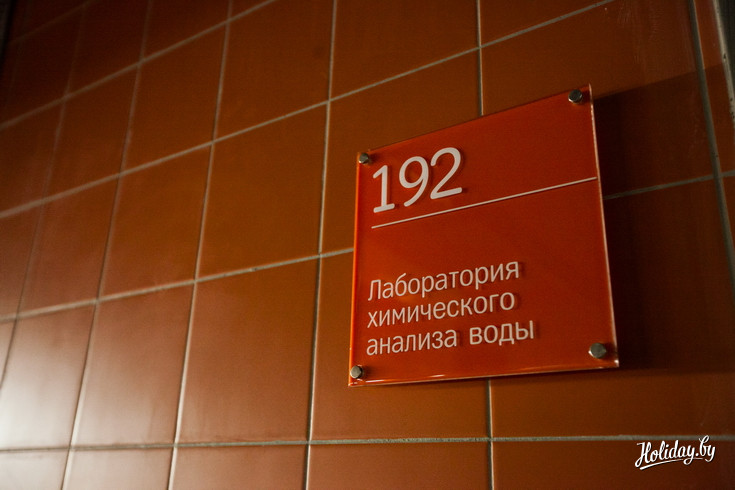 192
Лаборатория
химического
анализа воды
Holiday.by